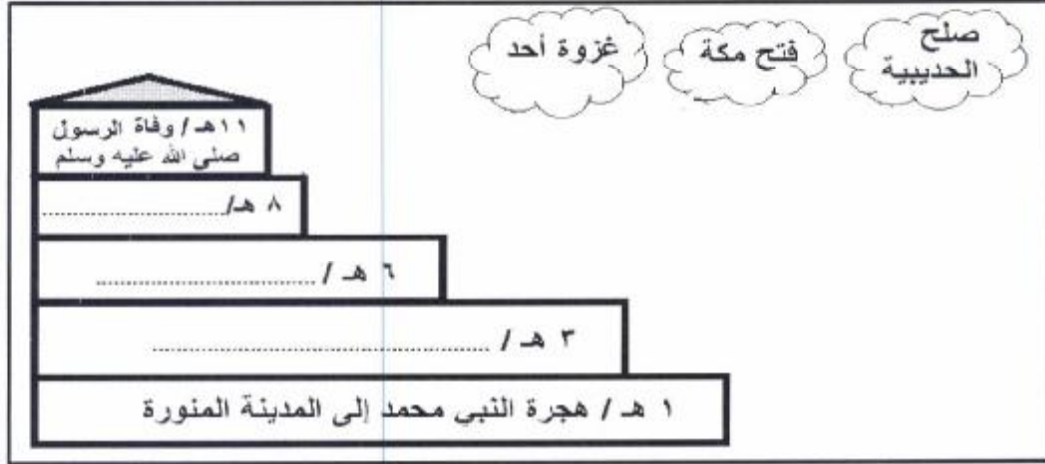 صلح
الحديبية
فتح مكة
غزوة أحد
١١هـ / وفاة الرسول
صلى الله عليه وسلم
٨ هـ/..............................
٦ هـ /..............................
٣ هـ / ..............................
١ هـ / هجرة النبي محمد إلى المدينة المنورة